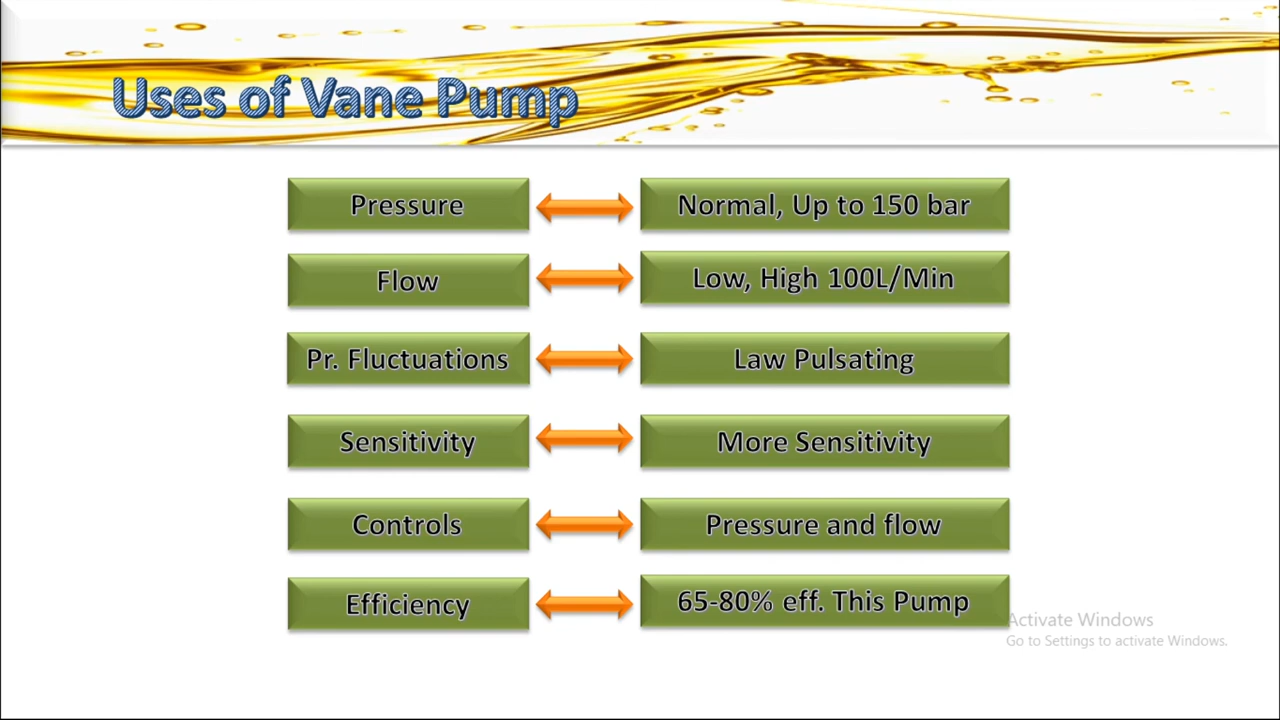 Uses of Vane Pump
Pressure
Normal, Up to 150 bar
Flow
Low, High 100L/Min
Pr. Fluctuations
Law Pulsating
Sensitivity
More Sensitivity
Controls
Pressure and flow
Efficiency
65-80% eff. This Pump
Activate Windows
Go to Settings to activate Windows.